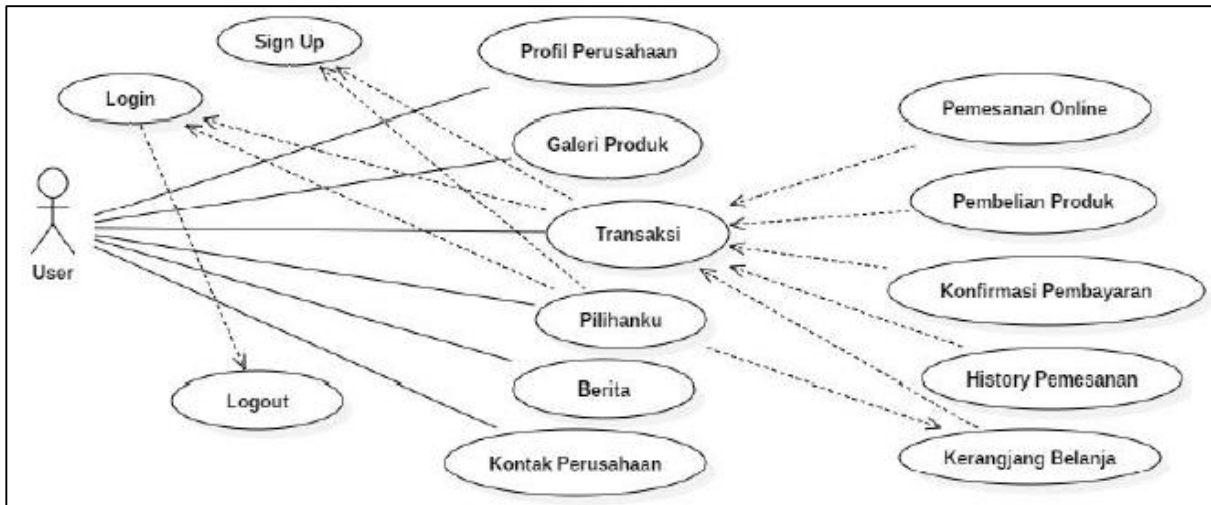 Sign Up
Profil Perusahaan
Login
Pemesanan Online
Galeri Produk
Pembelian Produk
Transaksi
User
Konfirmasi Pembayaran
Pilihanku
History Pemesanan
Berita
Logout
Kontak Perusahaan
Kerangjang Belanja